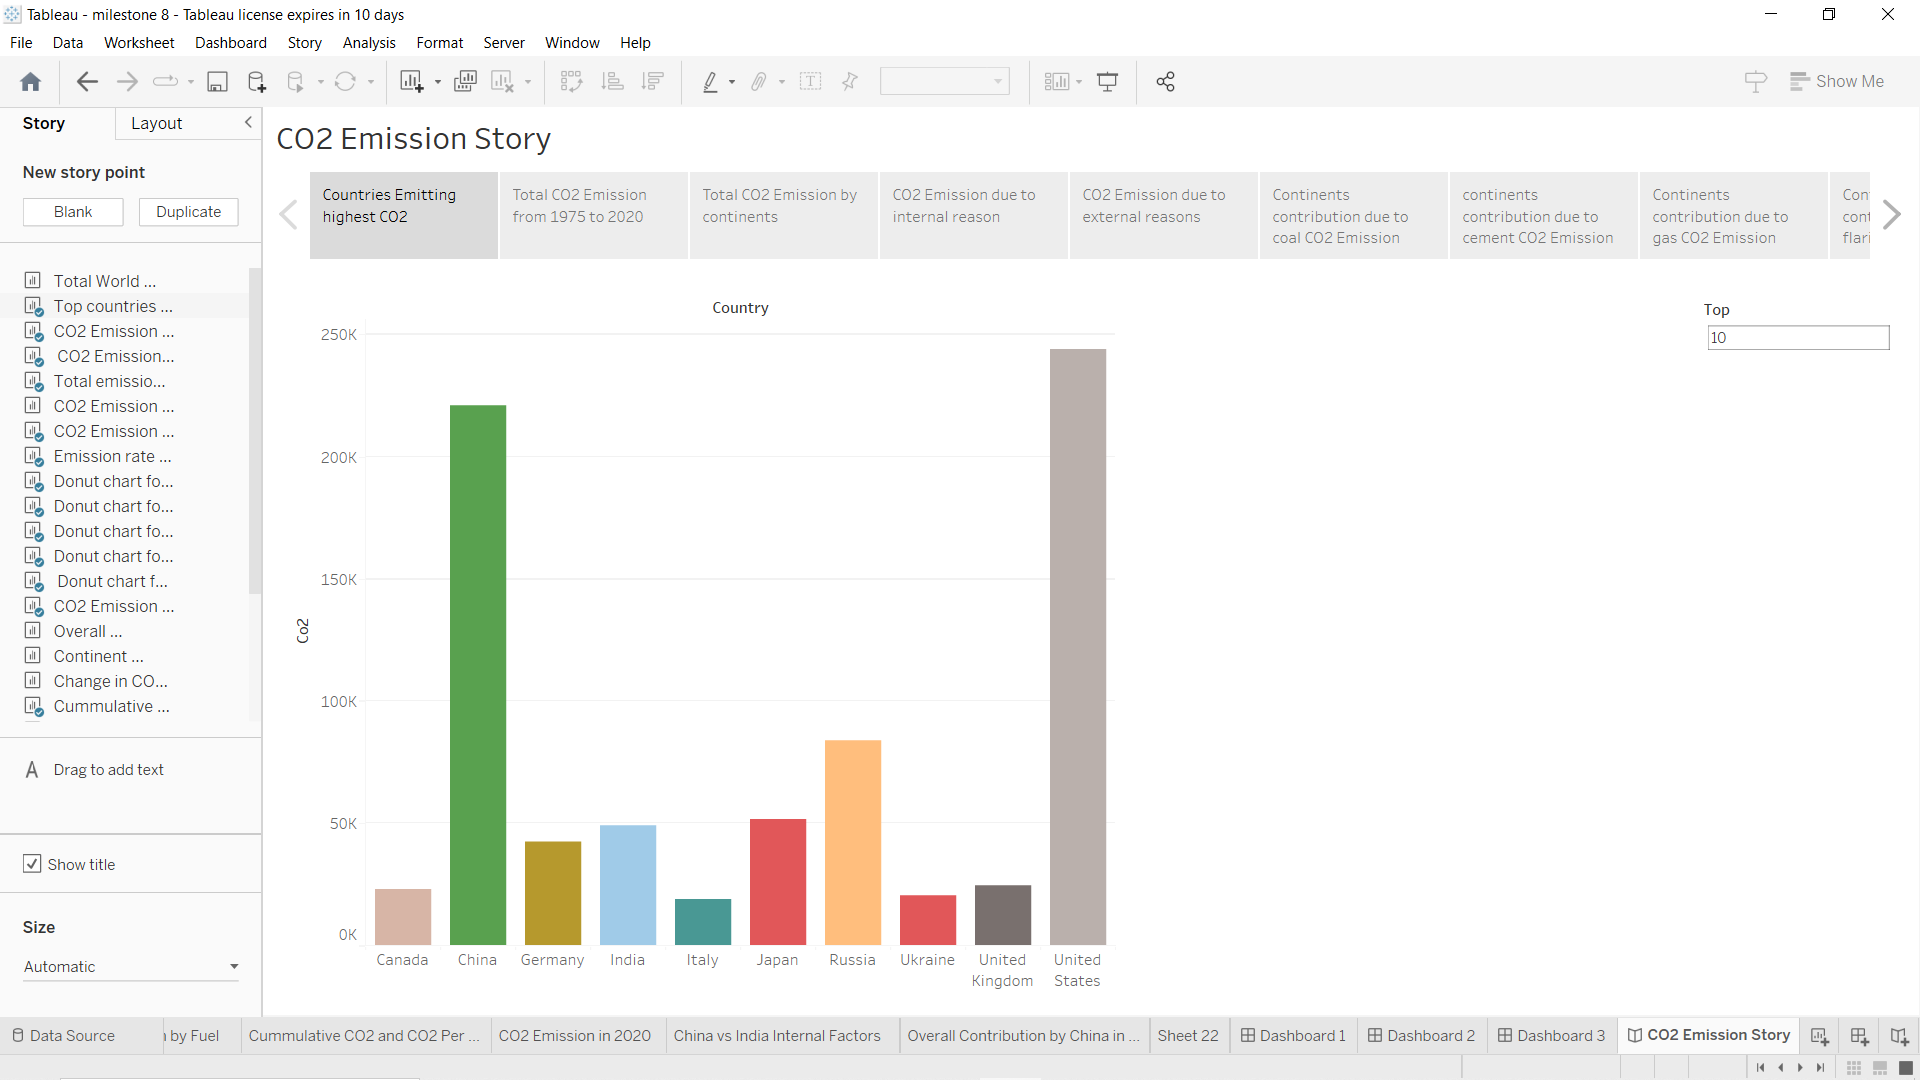 Tableau - milestone 8 - Tableau license expires in 10 days
File Data Worksheet Dashboard Story Analysis Format Server Window Help
Show Me
Story Layout
New story point
Blank Duplicate
Total World ...
Top countries ...
CO2 Emission ...
CO2 Emission...
Total emissio...
CO2 Emission ...
CO2 Emission ...
Emission rate ...
Donut chart fo...
Donut chart fo...
Donut chart fo...
Donut chart fo...
Donut chart f...
CO2 Emission ...
Overall ...
Continent ...
Change in CO...
Cummulative ...
A Drag to add text
Show title
Size
Automatic
CO2 Emission Story
Countries Emitting
highest CO2
Total CO2 Emission
from 1975 to 2020
Total CO2 Emission by
continents
CO2 Emission due to
internal reason
CO2 Emission due to
external reasons
Continents
contribution due to
coal CO2 Emission
continents
contribution due to
cement CO2 Emission
Continents
contribution due to
gas CO2 Emission
Con
cont
flari
Country
250K
200K
150K
100K
50K
0K
Co2
Canada China Germany India Italy Japan Russia Ukraine United Kingdom United States
Top
10
Data Source n by Fuel Cummulative CO2 and CO2 Per ... CO2 Emission in 2020 China vs India Internal Factors Overall Contribution by China in ... Sheet 22 Dashboard 1 Dashboard 2 Dashboard 3 CO2 Emission Story